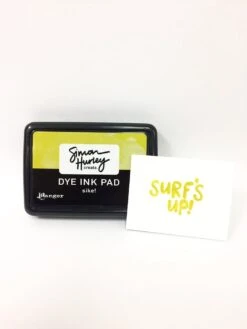 Simon
Hurley
create.
DYE INK PAD
sike!
Ranger
SURF'S
UP!